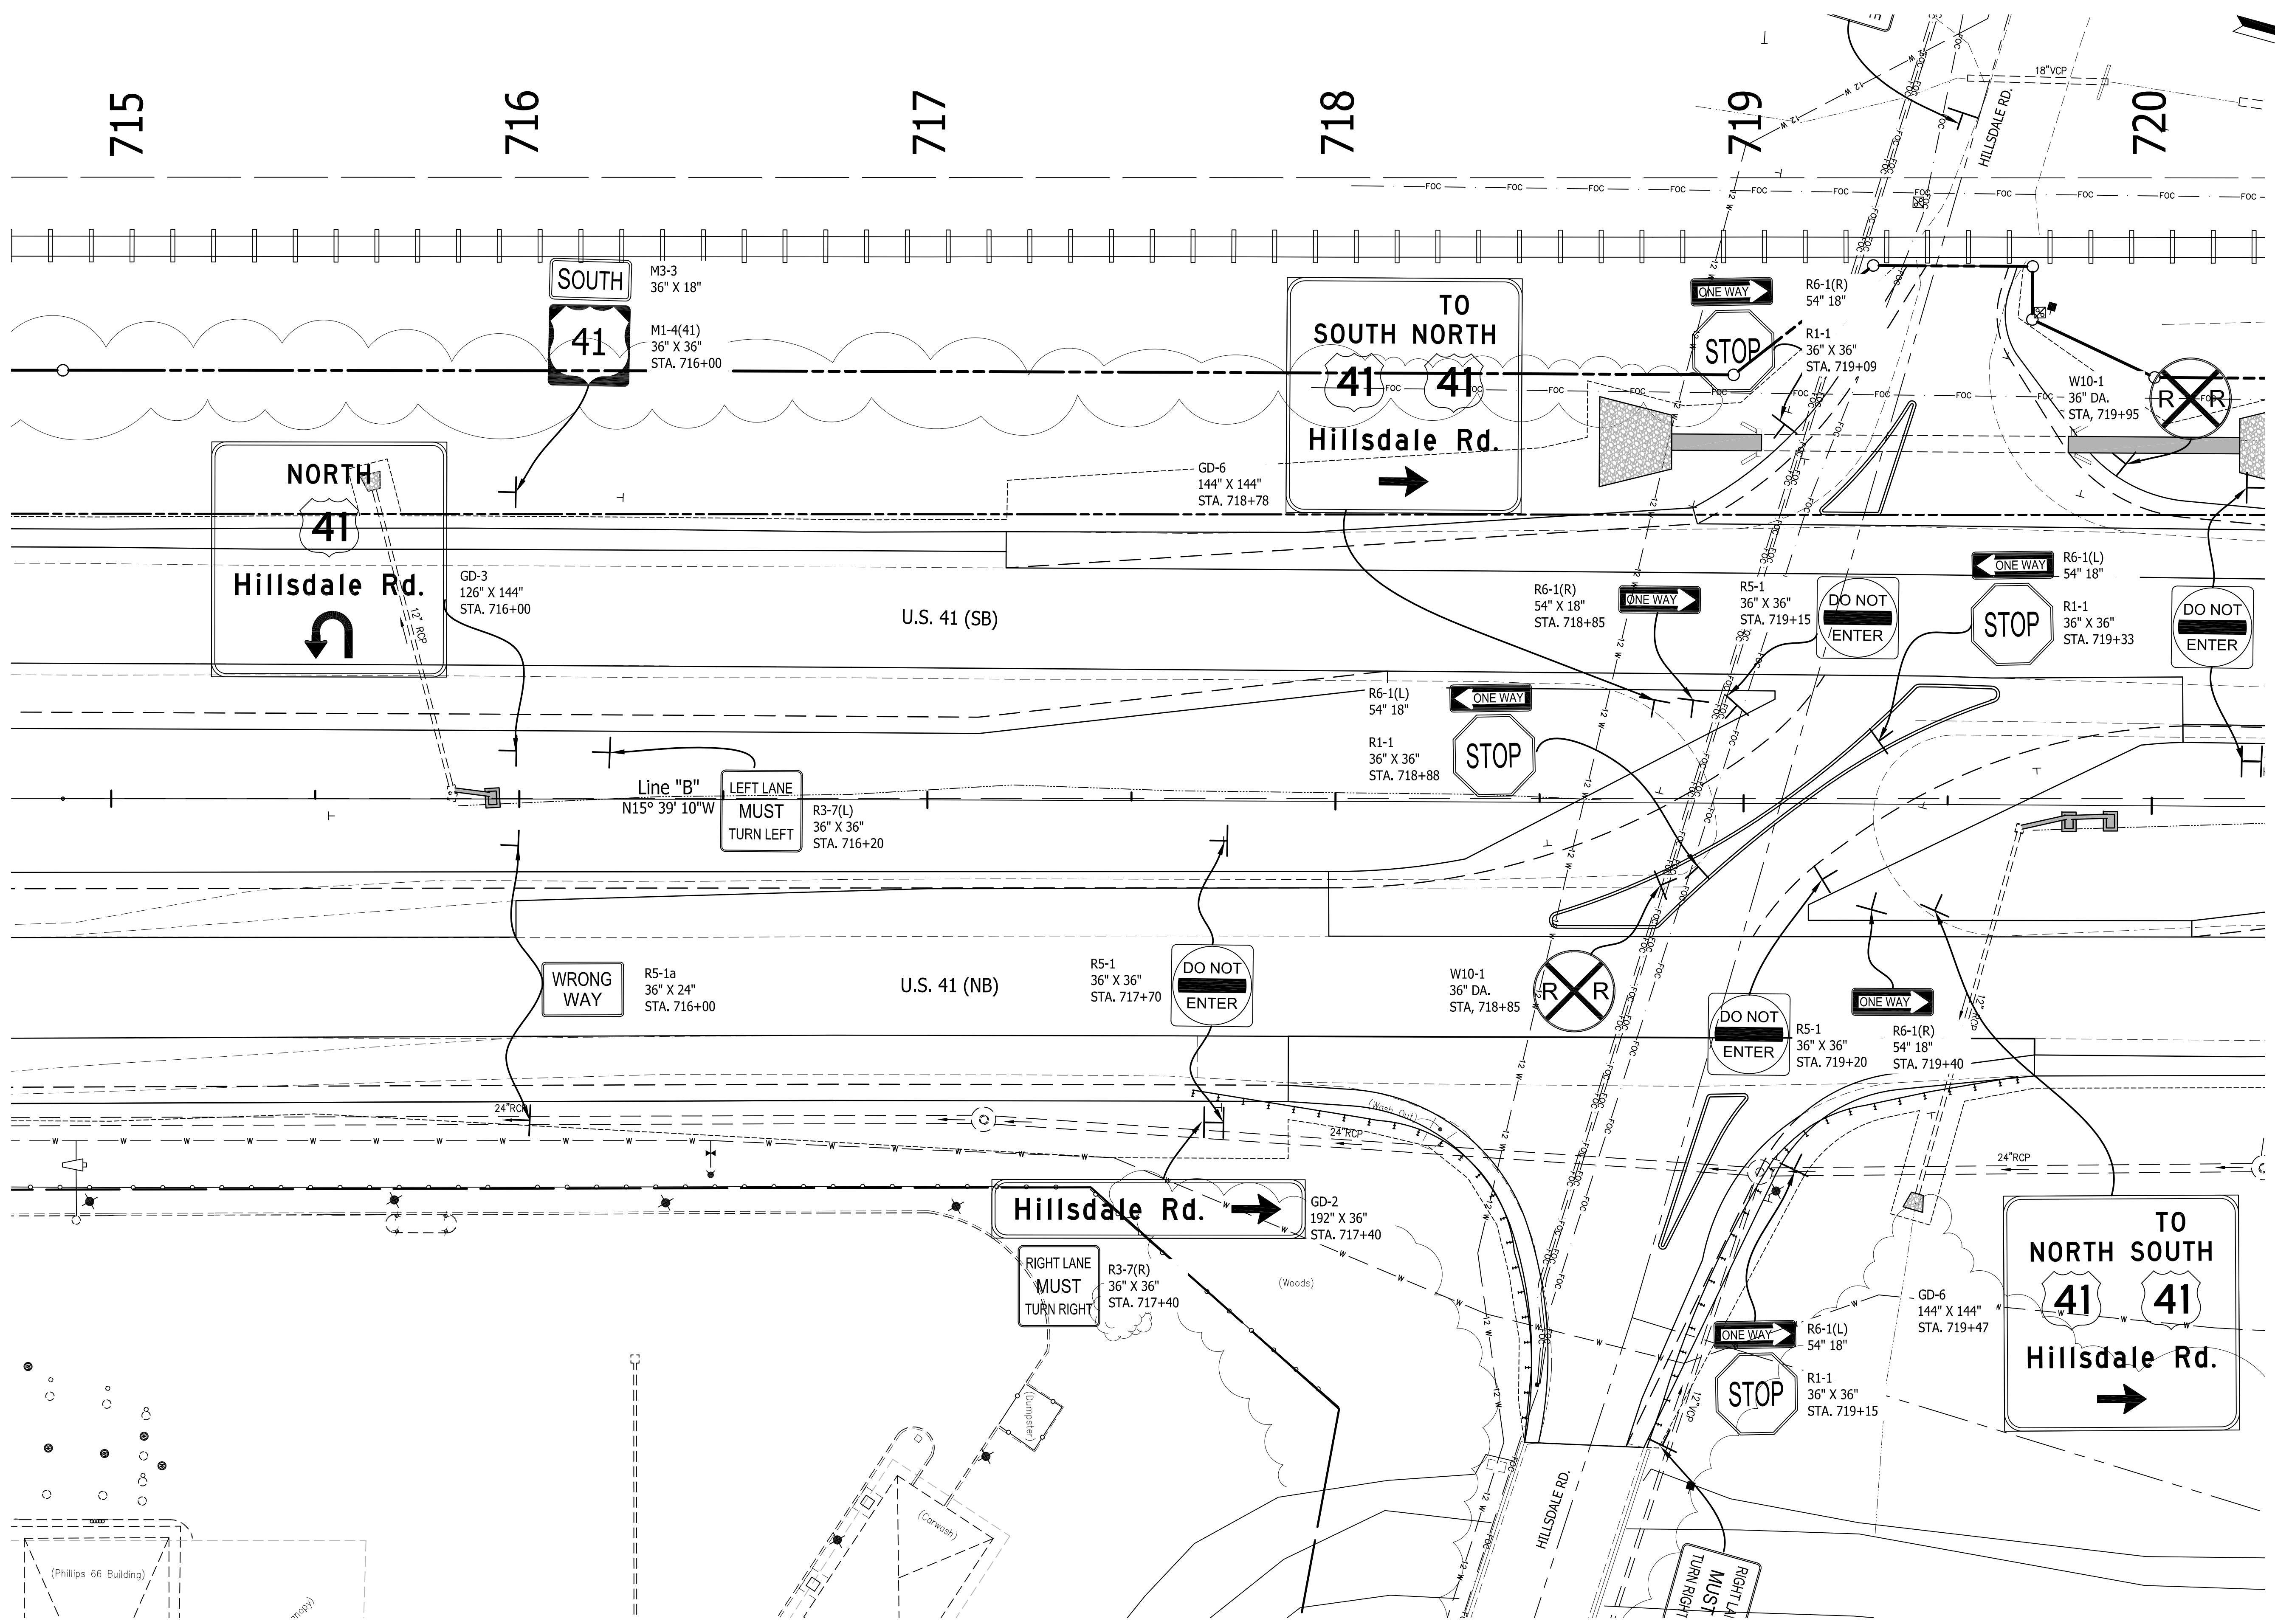 715
716
717
718
719
720
HILLSDALE RD.
18"VCP
FOC
12 W
SOUTH
41
M3-3
36" X 18"
M1-4(41)
36" X 36"
STA. 716+00
TO
SOUTH NORTH
41 41
Hillsdale Rd.
GD-6
144" X 144"
STA. 718+78
ONE WAY
STOP
R6-1(R)
54" 18"
R1-1
36" X 36"
STA. 719+09
W10-1
36" DA.
STA, 719+95
R R
NORTH
41
Hillsdale Rd.
12" RCP
GD-3
126" X 144"
STA. 716+00
U.S. 41 (SB)
R6-1(R)
54" X 18"
STA. 718+85
ONE WAY
R5-1
36" X 36"
STA. 719+15
DO NOT
ENTER
ONE WAY
STOP
R6-1(L)
54" 18"
R1-1
36" X 36"
STA. 719+33
DO NOT
ENTER
R6-1(L)
54" 18"
ONE WAY
R1-1
36" X 36"
STA. 718+88
STOP
Line "B"
N15° 39' 10"W
LEFT LANE
MUST
TURN LEFT
R3-7(L)
36" X 36"
STA. 716+20
WRONG
WAY
R5-1a
36" X 24"
STA. 716+00
U.S. 41 (NB)
R5-1
36" X 36"
STA. 717+70
DO NOT
ENTER
W10-1
36" DA.
STA, 718+85
R R
DO NOT
ENTER
R5-1
36" X 36"
STA. 719+20
ONE WAY
R6-1(R)
54" 18"
STA. 719+40
12" RCP
24"RCP
(Wash Out)
24"RCP
24"RCP
W
Hillsdale Rd.
GD-2
192" X 36"
STA. 717+40
RIGHT LANE
MUST
TURN RIGHT
R3-7(R)
36" X 36"
STA. 717+40
(Woods)
TO
NORTH SOUTH
41 41
Hillsdale Rd.
GD-6
144" X 144"
STA. 719+47
ONE WAY
STOP
R6-1(L)
54" 18"
R1-1
36" X 36"
STA. 719+15
12"VCP
(Dumpster)
(Carwash)
(Phillips 66 Building)
HILLSDALE RD.
MUST
TURN RIGHT